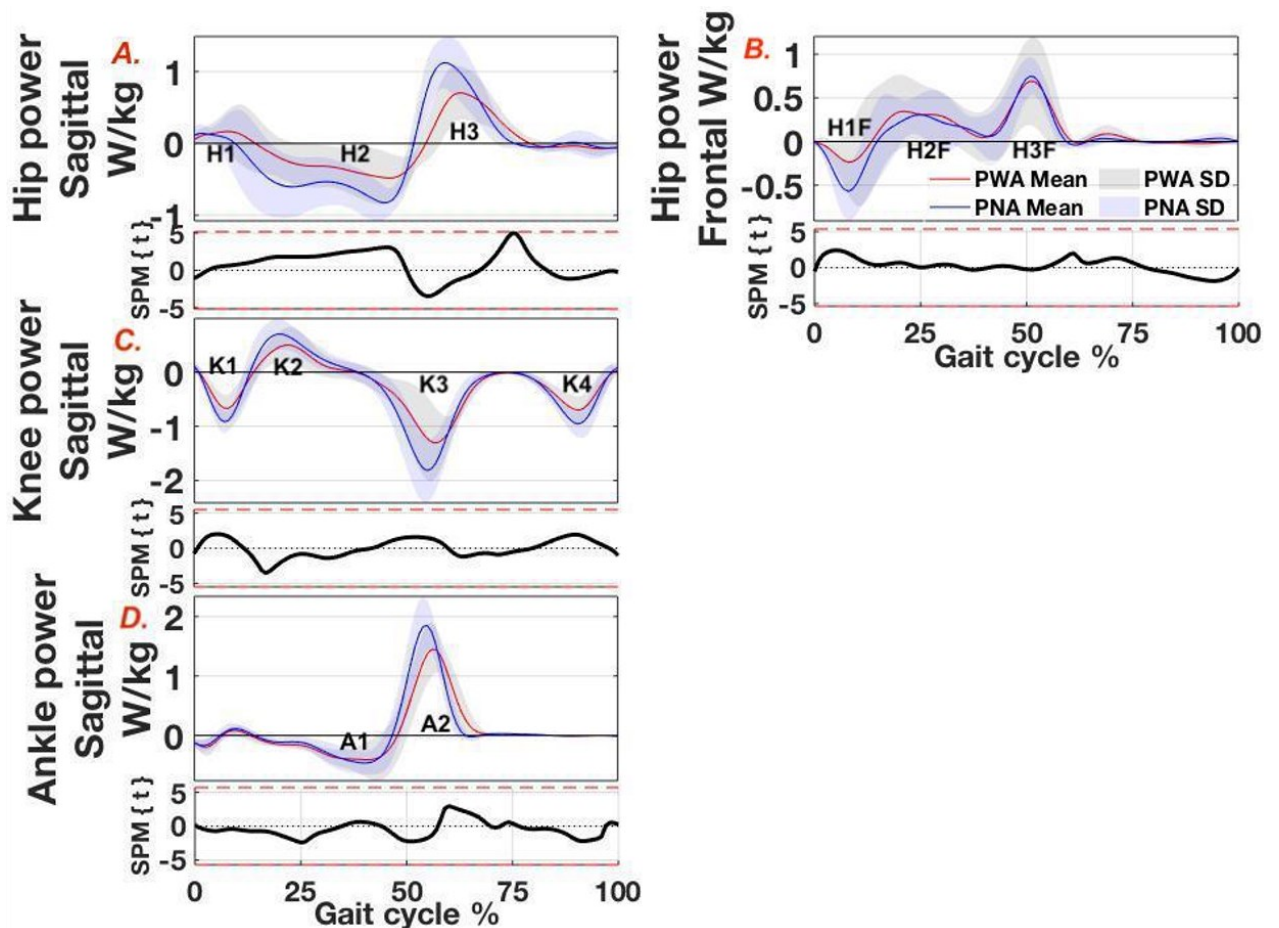 Hip power
Sagittal
W/kg
A.
1
0
-1
H1
H2
H3
SPM { t }
5
0
-5
Hip power
Frontal W/kg
B.
1
0.5
0
-0.5
H1F
H2F
H3F
PWA Mean
PWA SD
PNA Mean
PNA SD
SPM { t }
5
0
-5
0 25 50 75 100
Gait cycle %
Knee power
Sagittal
W/kg
C.
0
-1
-2
K1
K2
K3
K4
SPM { t }
5
0
-5
Ankle power
Sagittal
W/kg
D.
2
1
0
A1
A2
SPM { t }
5
0
-5
0 25 50 75 100
Gait cycle %